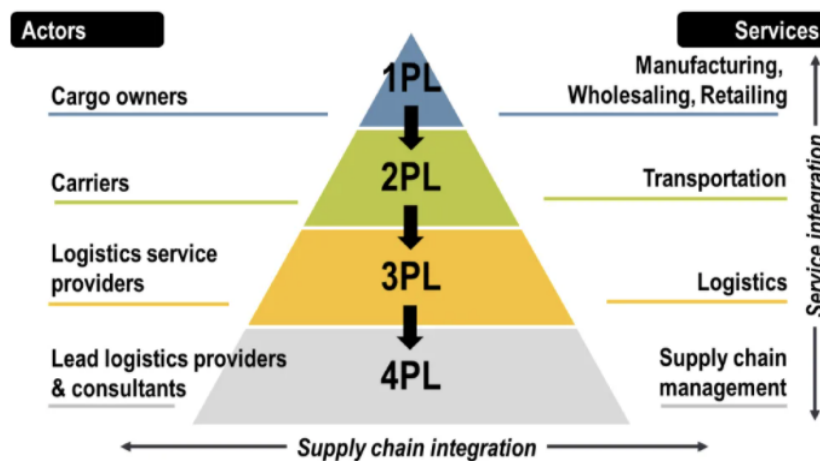 Actors
Services
1PL
Cargo owners
Manufacturing,
Wholesaling, Retailing
2PL
Carriers
Transportation
3PL
Logistics service
providers
Logistics
4PL
Lead logistics providers
& consultants
Supply chain
management
Service integration
Supply chain integration